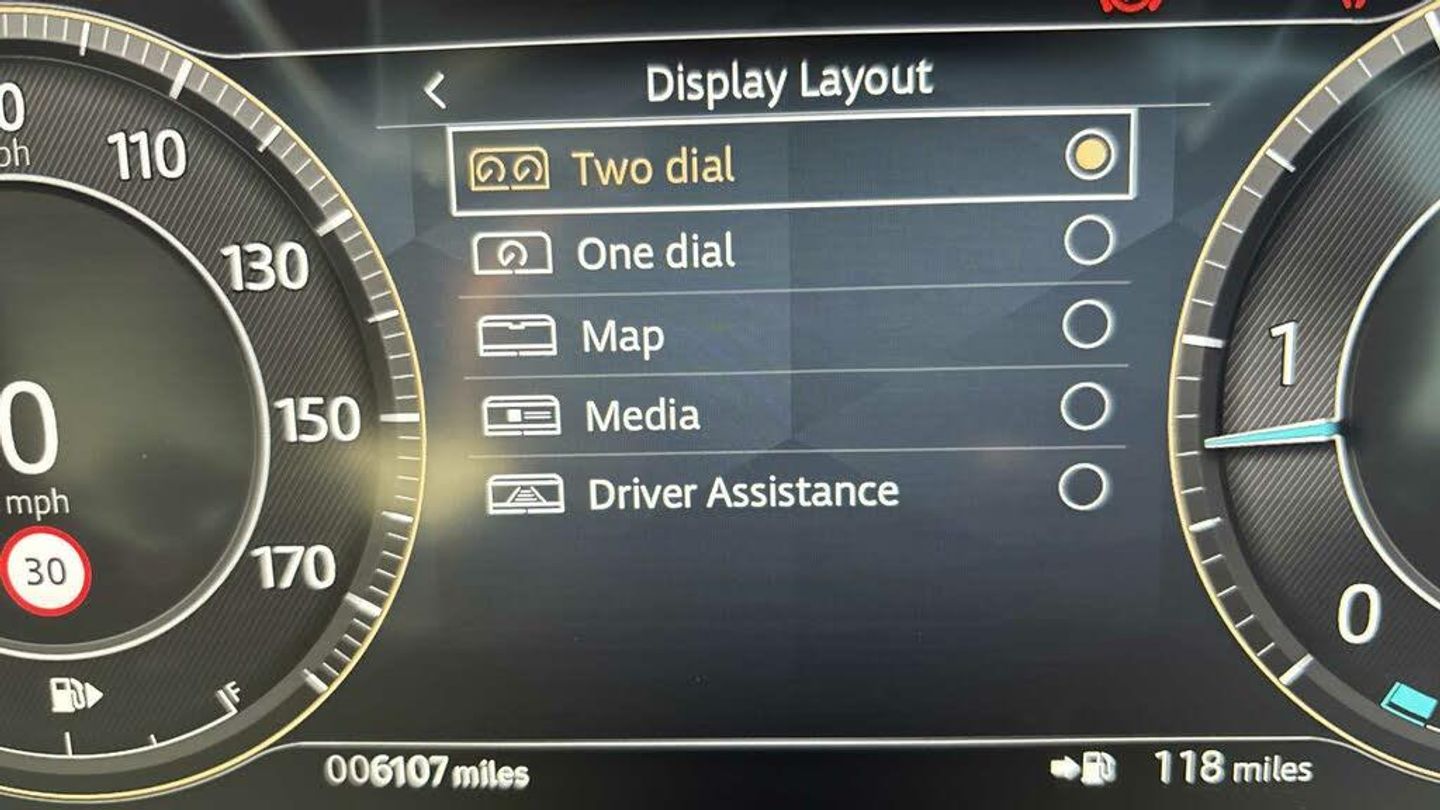 Display Layout
Two dial
One dial
Map
Media
Driver Assistance
110
130
150
170
0
mph
30
F
1
0
006107 miles
118 miles